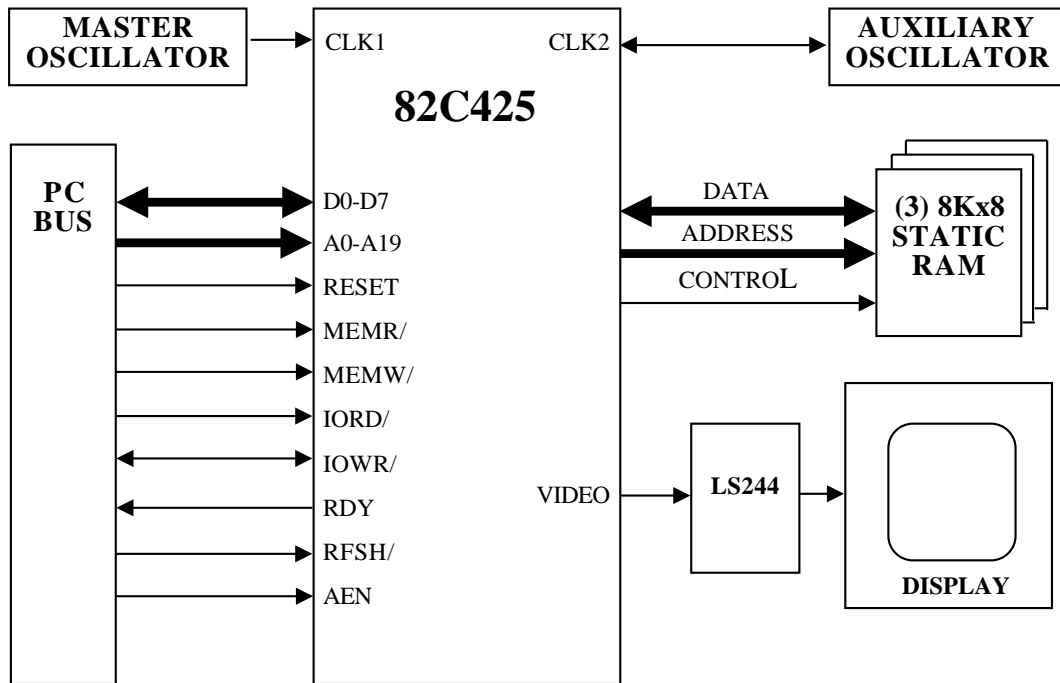 MASTER
OSCILLATOR
CLK1
CLK2
AUXILIARY
OSCILLATOR
82C425
PC
BUS
D0-D7
A0-A19
RESET
MEMR/
MEMW/
IORD/
IOWR/
RDY
RFSH/
AEN
DATA
ADDRESS
CONTROL
(3) 8Kx8
STATIC
RAM
VIDEO
LS244
DISPLAY